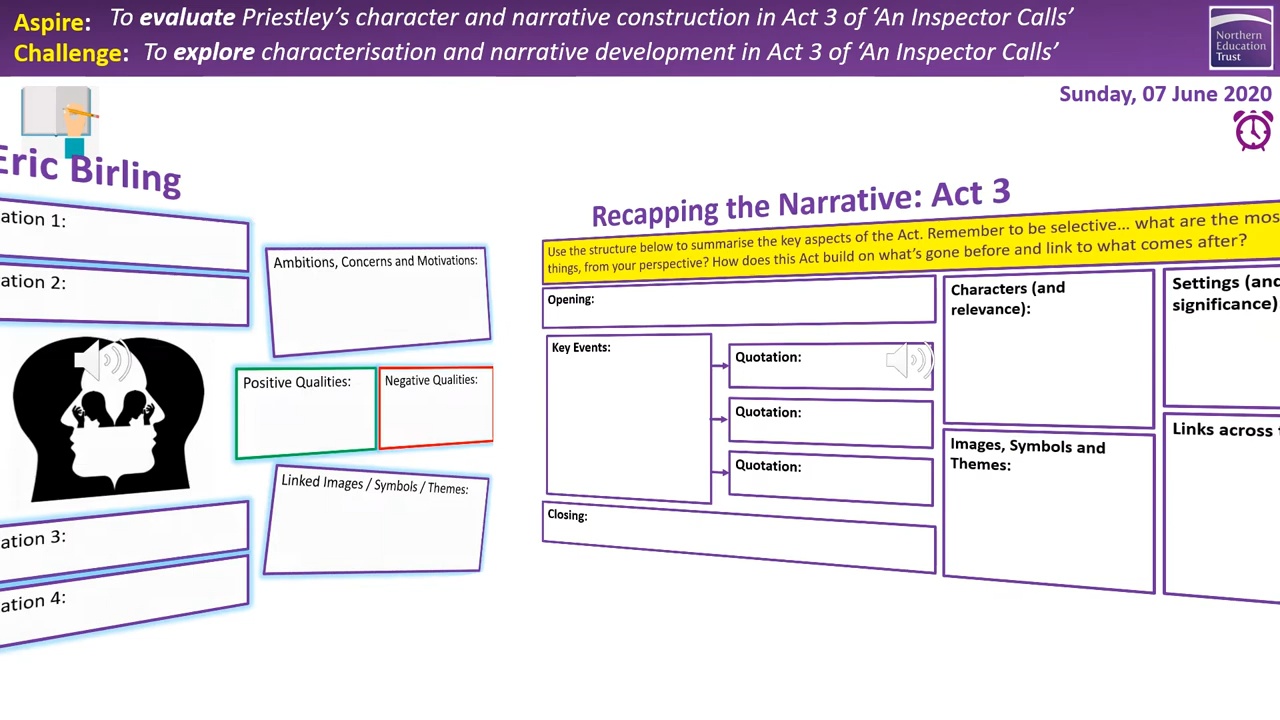 Aspire: To evaluate Priestley's character and narrative construction in Act 3 of 'An Inspector Calls'
Challenge: To explore characterisation and narrative development in Act 3 of 'An Inspector Calls'
Northern
Education
Trust
Sunday, 07 June 2020
Eric Birling
ation 1:
ation 2:
Ambitions, Concerns and Motivations:
Positive Qualities:
Negative Qualities:
Linked Images / Symbols / Themes:
ation 3:
ation 4:
Recapping the Narrative: Act 3
Use the structure below to summarise the key aspects of the Act. Remember to be selective... what are the mos
things, from your perspective? How does this Act build on what's gone before and link to what comes after?
Opening:
Key Events:
Quotation:
Quotation:
Quotation:
Closing:
Characters (and
relevance):
Images, Symbols and
Themes:
Settings (and
significance)
Links across